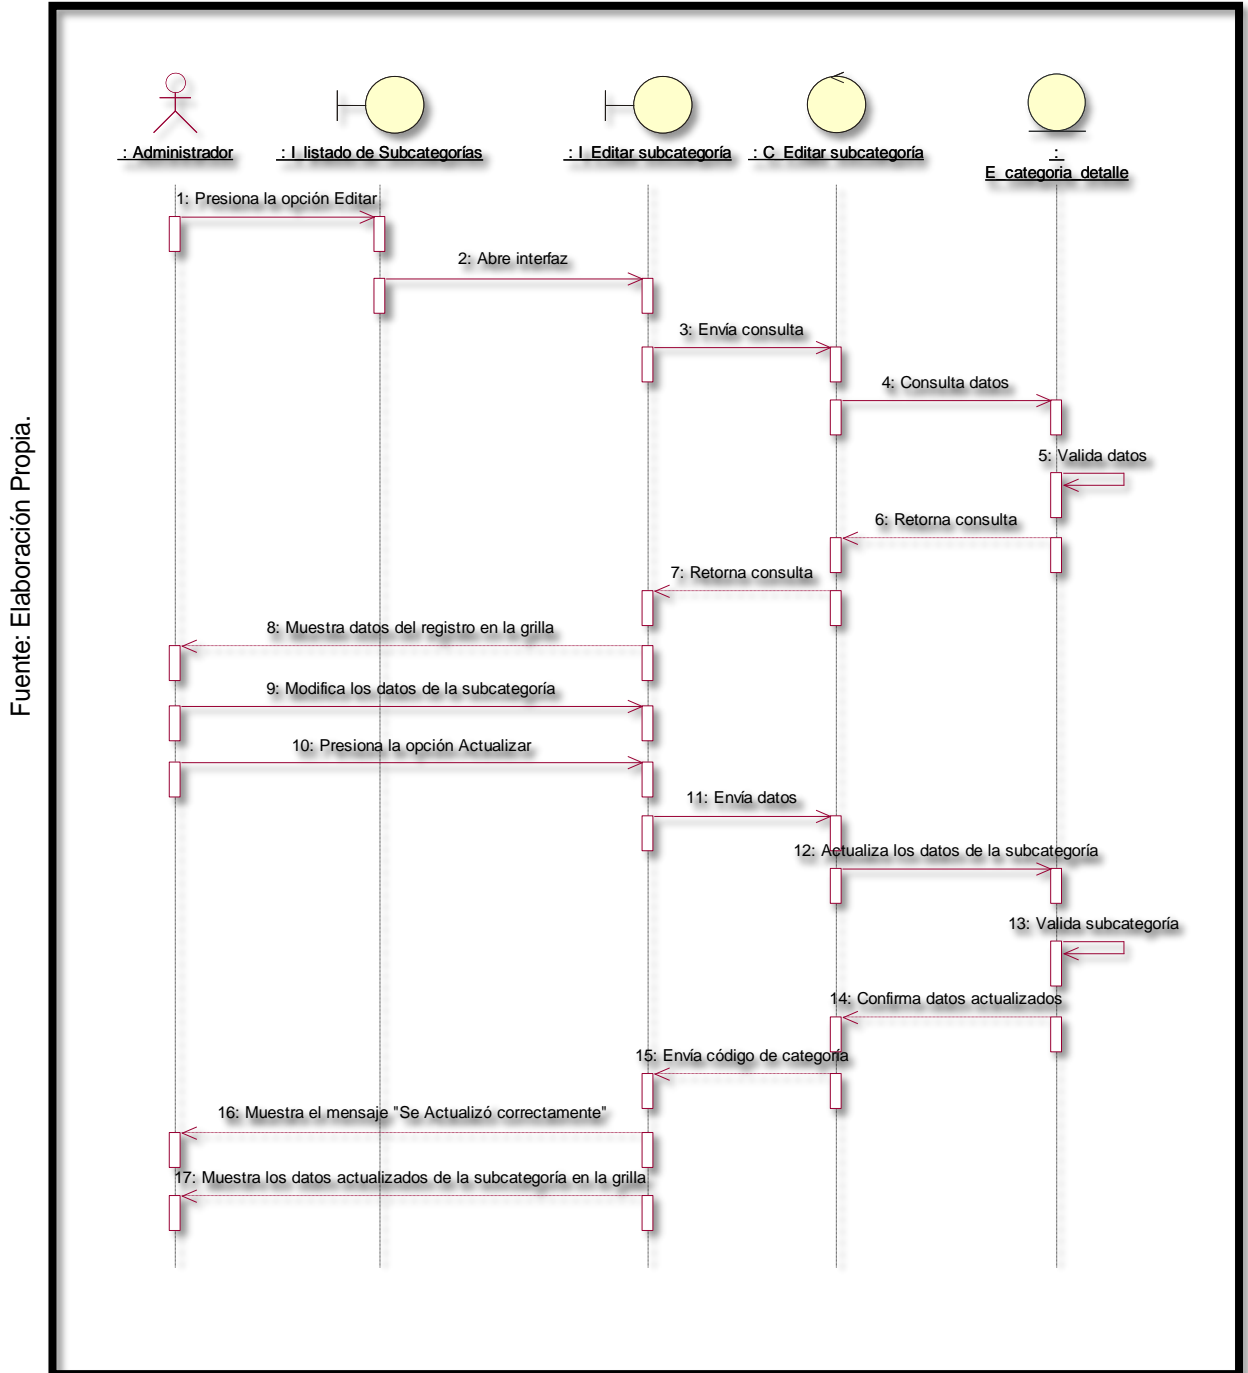 : Administrador
: I_listado de Subcategorías
: I_Editar subcategoría
: C_Editar subcategoría
:
E_categoria_detalle
1: Presiona la opción Editar
2: Abre interfaz
3: Envía consulta
4: Consulta datos
5: Valida datos
6: Retorna consulta
7: Retorna consulta
8: Muestra datos del registro en la grilla
9: Modifica los datos de la subcategoría
10: Presiona la opción Actualizar
11: Envía datos
12: Actualiza los datos de la subcategoría
13: Valida subcategoría
14: Confirma datos actualizados
15: Envía código de categoría
16: Muestra el mensaje "Se Actualizó correctamente"
17: Muestra los datos actualizados de la subcategoría en la grilla
Fuente: Elaboración Propia.